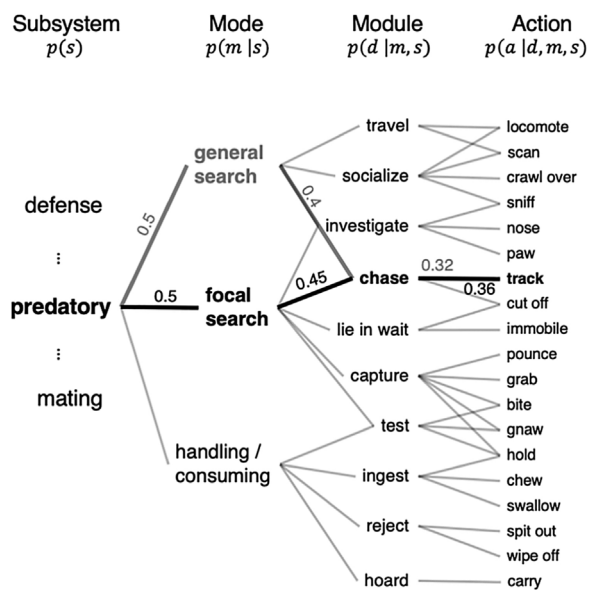 Subsystem Mode Module Action
p(s) p(m |s) p(d |m, s) p(a |d, m, s)
defense
...
predatory
...
mating
0.5
0.5
general
search
focal
search
handling /
consuming
0.4
0.45
travel
socialize
investigate
chase
lie in wait
capture
test
ingest
reject
hoard
0.32
0.36
locomote
scan
crawl over
sniff
nose
paw
track
cut off
immobile
pounce
grab
bite
gnaw
hold
chew
swallow
spit out
wipe off
carry